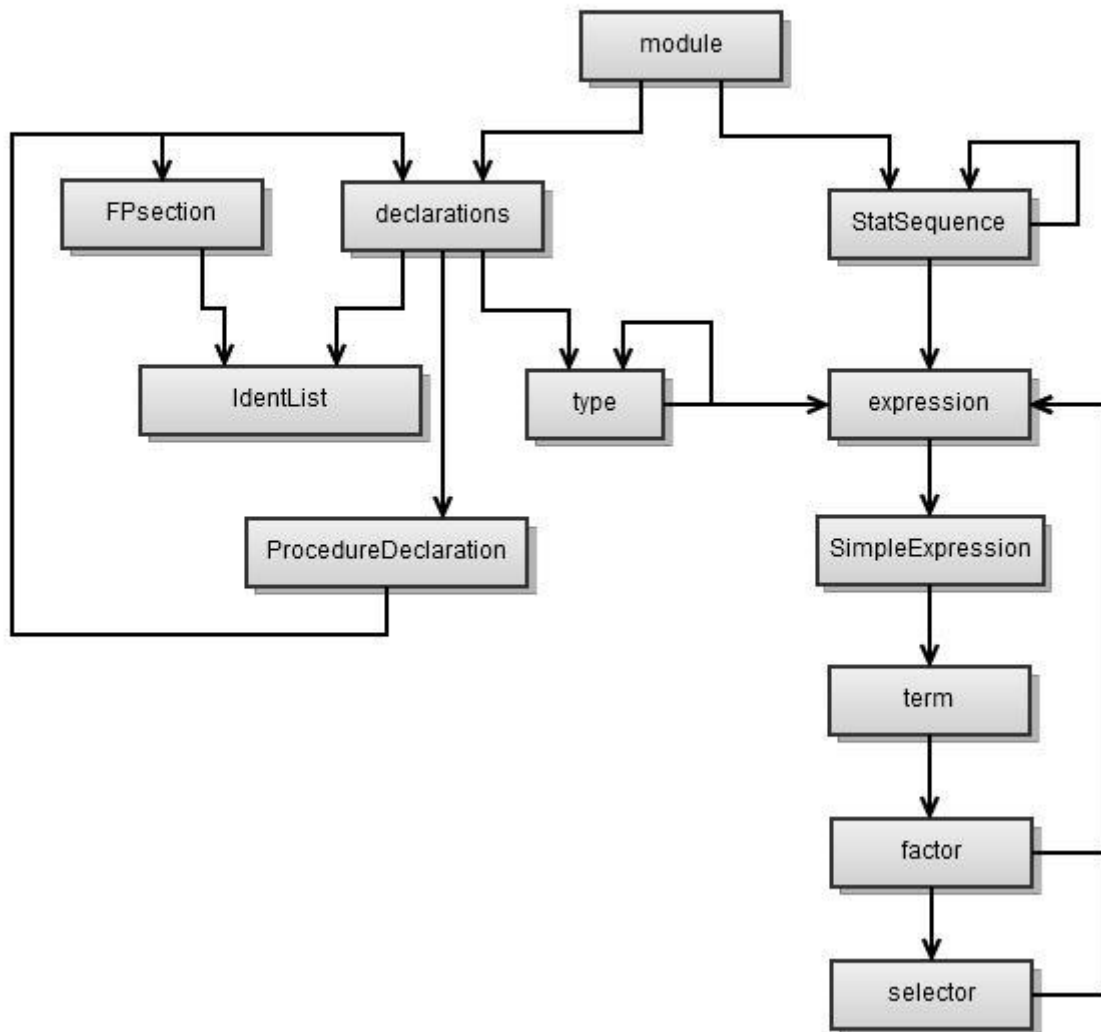 module
FPsection
declarations
StatSequence
IdentList
type
expression
ProcedureDeclaration
SimpleExpression
term
factor
selector